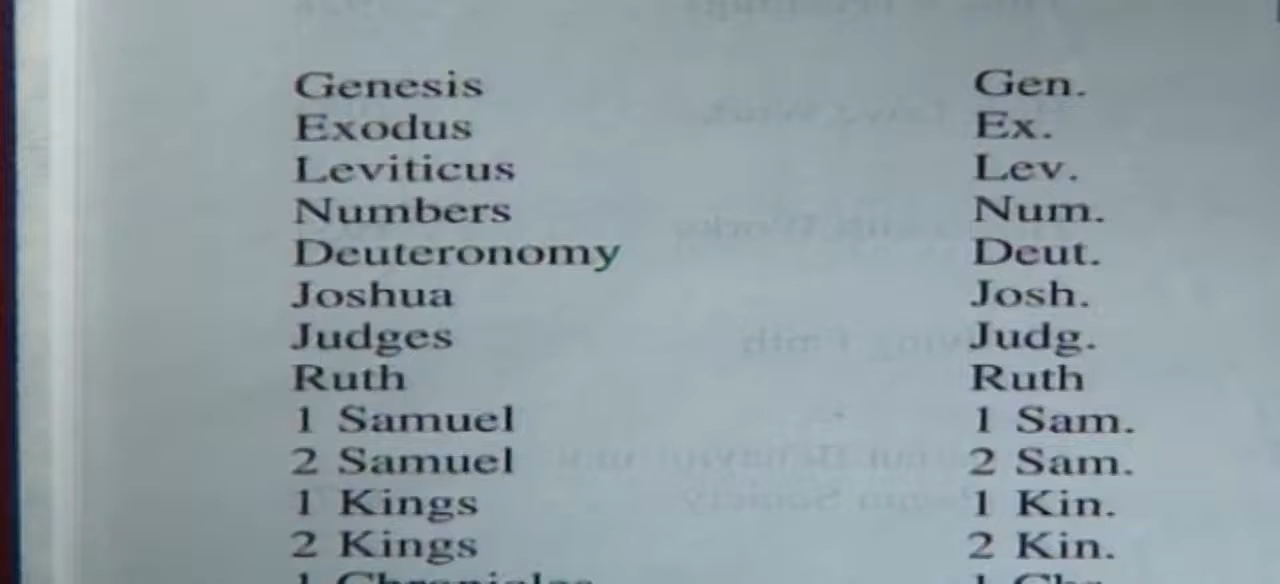 Genesis Gen.
Exodus Ex.
Leviticus Lev.
Numbers Num.
Deuteronomy Deut.
Joshua Josh.
Judges Judg.
Ruth Ruth
1 Samuel 1 Sam.
2 Samuel 2 Sam.
1 Kings 1 Kin.
2 Kings 2 Kin.